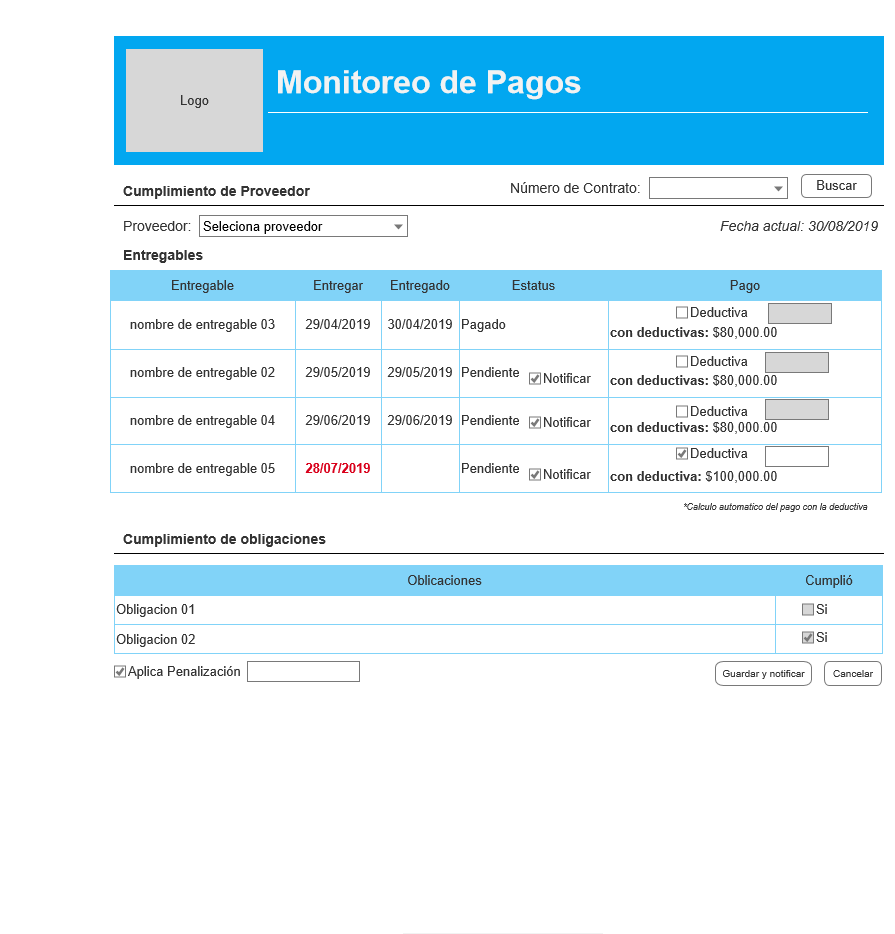 Logo
Monitoreo de Pagos
Cumplimiento de Proveedor Número de Contrato: Buscar
Proveedor: Selecciona proveedor Fecha actual: 30/08/2019
Entregables
Entregable Entregar Entregado Estatus Pago
nombre de entregable 03 29/04/2019 30/04/2019 Pagado Deductiva
con deductivas: $80,000.00
nombre de entregable 02 29/05/2019 29/05/2019 Pendiente Notificar Deductiva
con deductivas: $80,000.00
nombre de entregable 04 29/06/2019 29/06/2019 Pendiente Notificar Deductiva
con deductivas: $80,000.00
nombre de entregable 05 28/07/2019 Pendiente Notificar Deductiva
con deductiva: $100,000.00
*Calculo automatico del pago con la deductiva
Cumplimiento de obligaciones
Oblicaciones Cumplió
Obligacion 01 Si
Obligacion 02 Si
Aplica Penalización Guardar y notificar Cancelar